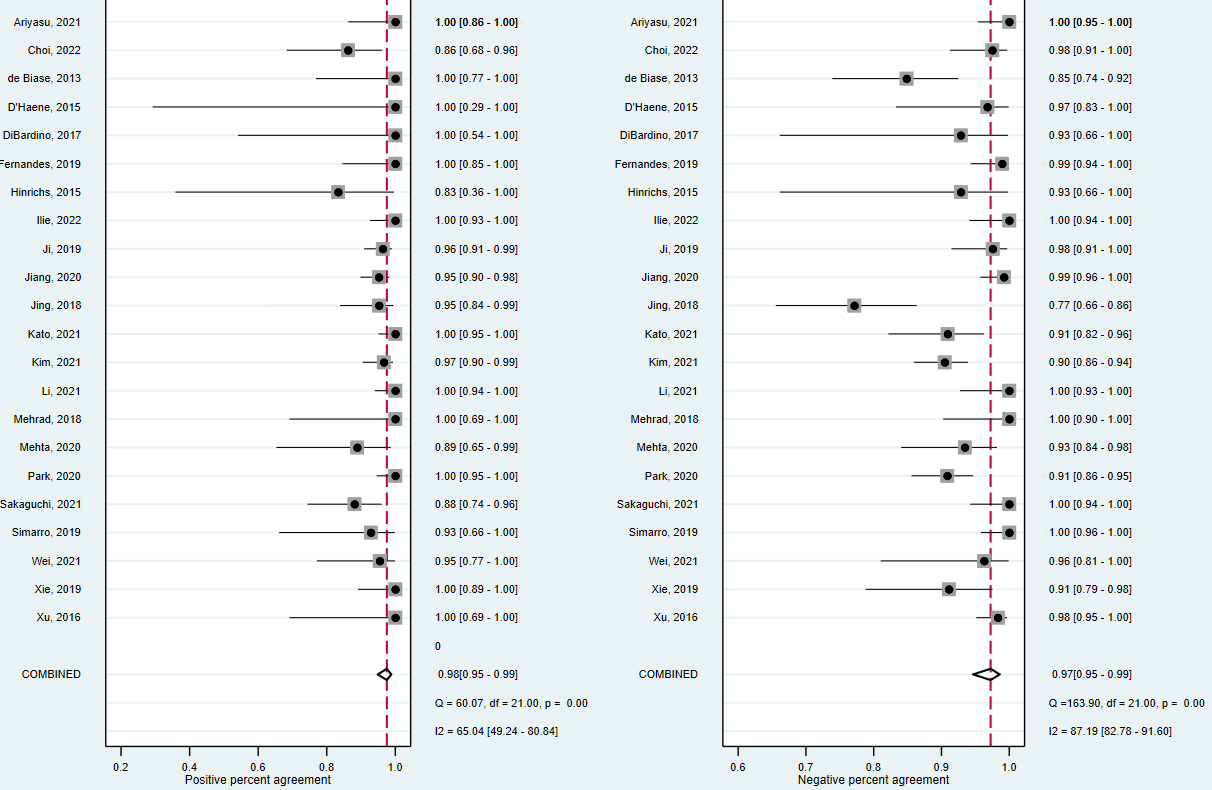 Ariyasu, 2021 1.00 [0.86 - 1.00] Ariyasu, 2021 1.00 [0.95 - 1.00]
Choi, 2022 0.86 [0.68 - 0.96] Choi, 2022 0.98 [0.91 - 1.00]
de Biase, 2013 1.00 [0.77 - 1.00] de Biase, 2013 0.85 [0.74 - 0.92]
D'Haene, 2015 1.00 [0.29 - 1.00] D'Haene, 2015 0.97 [0.83 - 1.00]
DiBardino, 2017 1.00 [0.54 - 1.00] DiBardino, 2017 0.93 [0.66 - 1.00]
Fernandes, 2019 1.00 [0.85 - 1.00] Fernandes, 2019 0.99 [0.94 - 1.00]
Hinrichs, 2015 0.83 [0.36 - 1.00] Hinrichs, 2015 0.93 [0.66 - 1.00]
Ilie, 2022 1.00 [0.93 - 1.00] Ilie, 2022 1.00 [0.94 - 1.00]
Ji, 2019 0.96 [0.91 - 0.99] Ji, 2019 0.98 [0.91 - 1.00]
Jiang, 2020 0.95 [0.90 - 0.98] Jiang, 2020 0.99 [0.96 - 1.00]
Jing, 2018 0.95 [0.84 - 0.99] Jing, 2018 0.77 [0.66 - 0.86]
Kato, 2021 1.00 [0.95 - 1.00] Kato, 2021 0.91 [0.82 - 0.96]
Kim, 2021 0.97 [0.90 - 0.99] Kim, 2021 0.90 [0.86 - 0.94]
Li, 2021 1.00 [0.94 - 1.00] Li, 2021 1.00 [0.93 - 1.00]
Mehrad, 2018 1.00 [0.69 - 1.00] Mehrad, 2018 1.00 [0.90 - 1.00]
Mehta, 2020 0.89 [0.65 - 0.99] Mehta, 2020 0.93 [0.84 - 0.98]
Park, 2020 1.00 [0.95 - 1.00] Park, 2020 0.91 [0.86 - 0.95]
Sakaguchi, 2021 0.88 [0.74 - 0.96] Sakaguchi, 2021 1.00 [0.94 - 1.00]
Simarro, 2019 0.93 [0.66 - 1.00] Simarro, 2019 1.00 [0.96 - 1.00]
Wei, 2021 0.95 [0.77 - 1.00] Wei, 2021 0.96 [0.81 - 1.00]
Xie, 2019 1.00 [0.89 - 1.00] Xie, 2019 0.91 [0.79 - 0.98]
Xu, 2016 1.00 [0.69 - 1.00] Xu, 2016 0.98 [0.95 - 1.00]
0
COMBINED 0.98[0.95 - 0.99] COMBINED 0.97[0.95 - 0.99]
Q = 60.07, df = 21.00, p = 0.00 Q =163.90, df = 21.00, p = 0.00
I2 = 65.04 [49.24 - 80.84] I2 = 87.19 [82.78 - 91.60]
0.2 0.4 0.6 0.8 1.0 0.6 0.7 0.8 0.9 1.0
Positive percent agreement Negative percent agreement